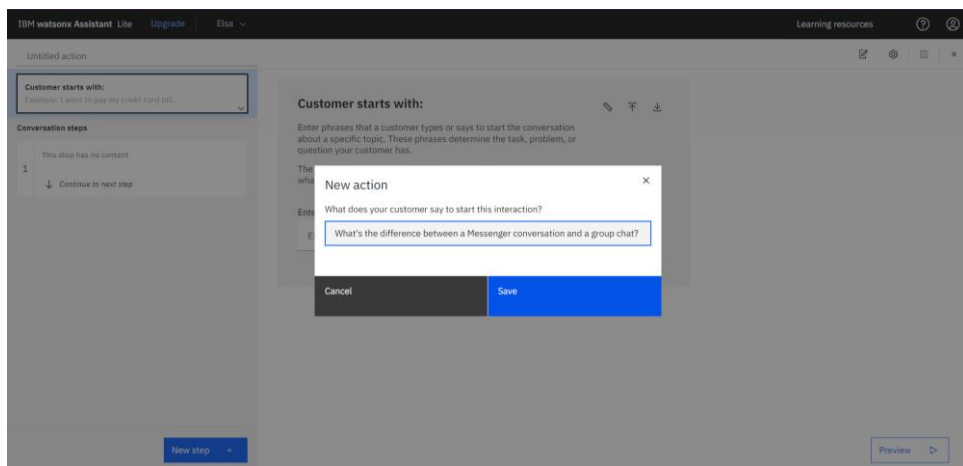 IBM watsonx Assistant Lite Upgrade Elsa Learning resources
Untitled action
Customer starts with:
Example: I want to pay my credit card bill.
Conversation steps
This step has no content
1
Continue to next step
New step +
Customer starts with:
Enter phrases that a customer types or says to start the conversation
about a specific topic. These phrases determine the task, problem, or
question your customer has.
The
Ente
New action
What does your customer say to start this interaction?
What's the difference between a Messenger conversation and a group chat?
Cancel Save
Preview